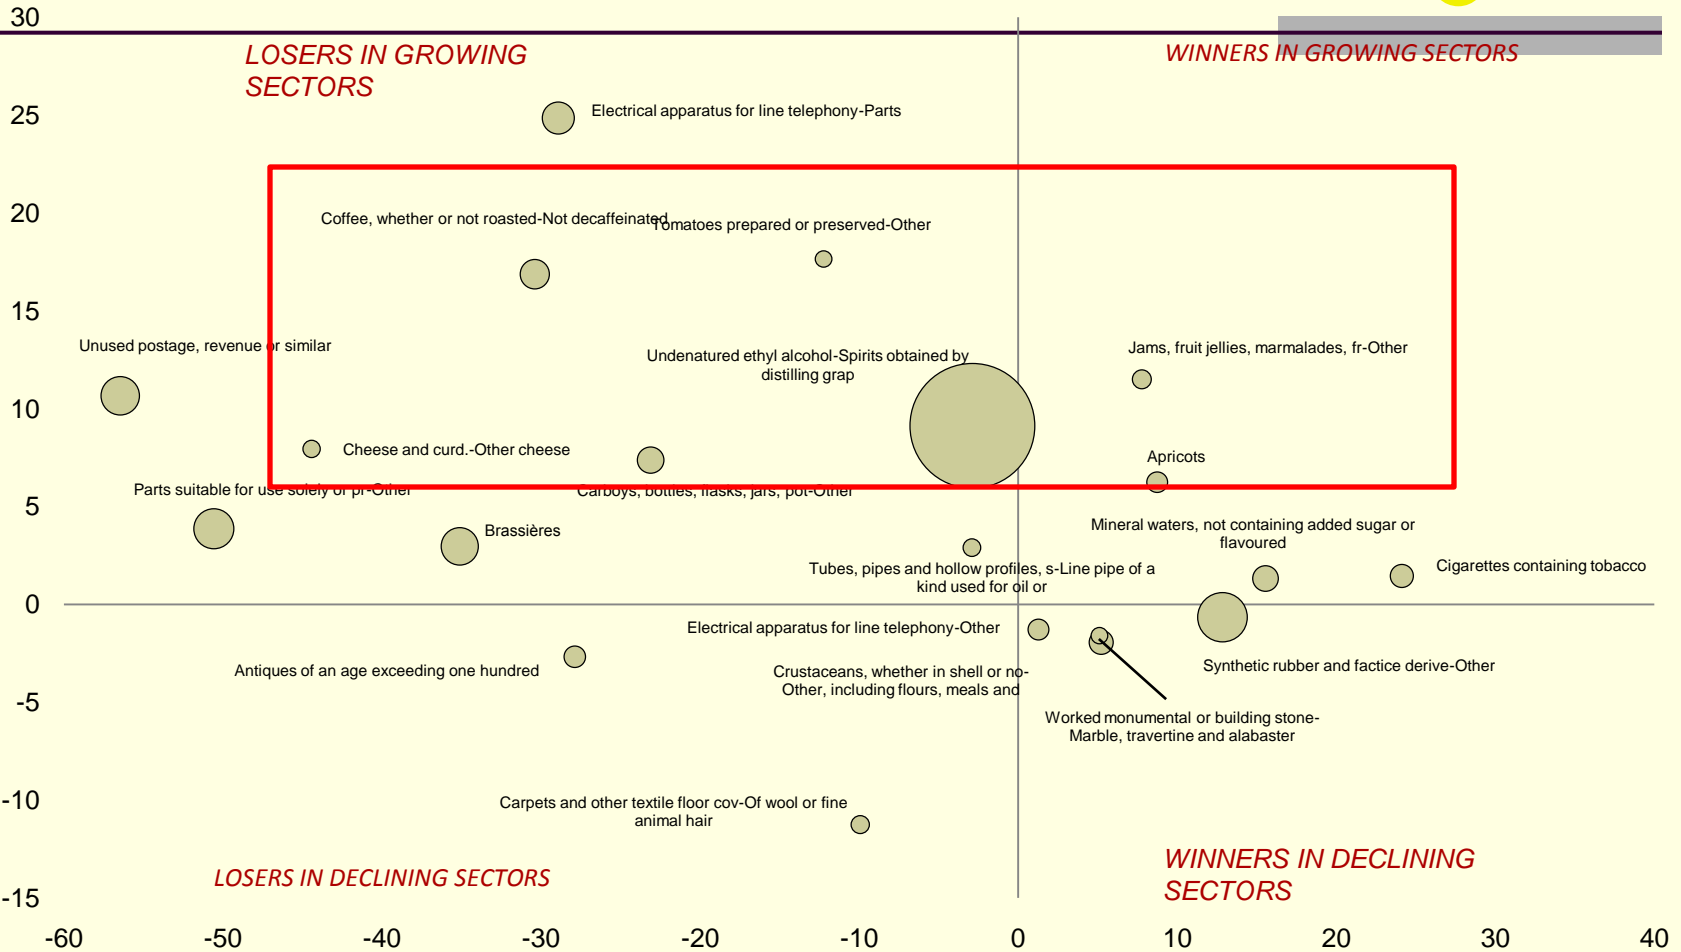 30
LOSERS IN GROWING
SECTORS
WINNERS IN GROWING SECTORS
25
Electrical apparatus for line telephony-Parts
20
Coffee, whether or not roasted-Not decaffeinated
Tomatoes prepared or preserved-Other
15
Unused postage, revenue or similar
Undenatured ethyl alcohol-Spirits obtained by
distilling grap
Jams, fruit jellies, marmalades, fr-Other
10
Cheese and curd.-Other cheese
Apricots
Parts suitable for use solely or pr-Other
Carboys, bottles, flasks, jars, pot-Other
5
Brassières
Mineral waters, not containing added sugar or
flavoured
Tubes, pipes and hollow profiles, s-Line pipe of a
kind used for oil or
Cigarettes containing tobacco
0
Electrical apparatus for line telephony-Other
Antiques of an age exceeding one hundred
Crustaceans, whether in shell or no-
Other, including flours, meals and
Synthetic rubber and factice derive-Other
-5
Worked monumental or building stone-
Marble, travertine and alabaster
-10
Carpets and other textile floor cov-Of wool or fine
animal hair
LOSERS IN DECLINING SECTORS
WINNERS IN DECLINING
SECTORS
-15
-60 -50 -40 -30 -20 -10 0 10 20 30 40